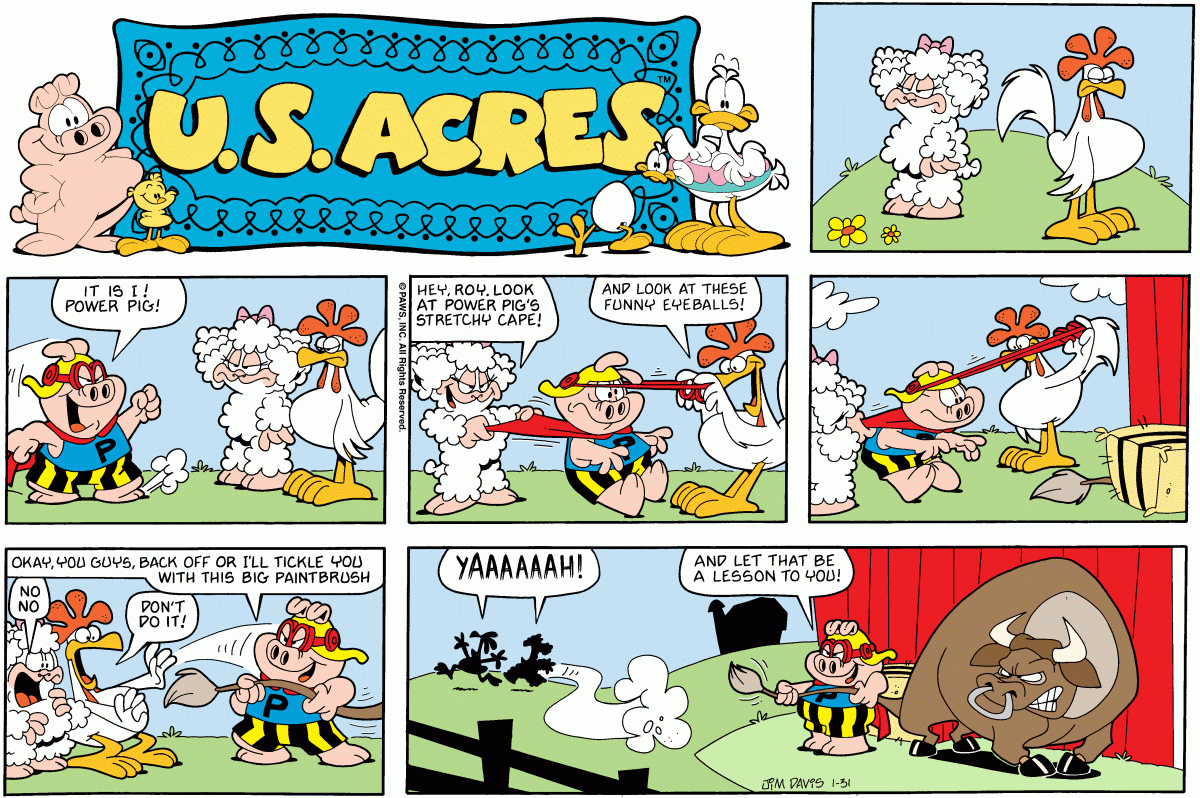 U.S. ACRES
TM
IT IS I!
POWER PIG!
P
© PAWS, INC. All Rights Reserved.
HEY, ROY. LOOK
AT POWER PIG'S
STRETCHY CAPE!
AND LOOK AT THESE
FUNNY EYEBALLS!
P
P
OKAY, YOU GUYS, BACK OFF OR I'LL TICKLE YOU
WITH THIS BIG PAINTBRUSH
NO
NO
DON'T
DO IT!
P
YAAAAAAH!
AND LET THAT BE
A LESSON TO YOU!
P
JIM DAVIS 1-31